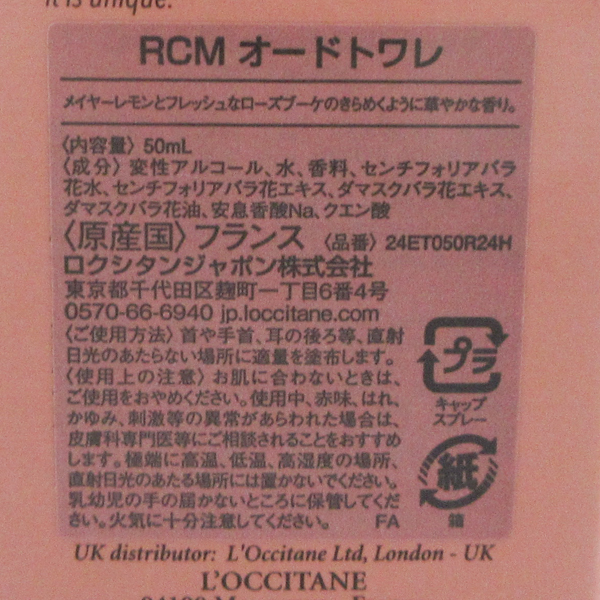 it is unique.
RCM オードトワレ
メイヤーレモンとフレッシュなローズブーケのきらめくように華やかな香り。
〈内容量〉 50mL
〈成分〉変性アルコール、水、香料、センチフォリアバラ
花水、センチフォリアバラ花エキス、ダマスクバラ花エキス、
ダマスクバラ花油、安息香酸Na、クエン酸
〈原産国〉フランス 〈品番〉 24ET050R24H
ロクシタンジャポン株式会社
東京都千代田区麹町一丁目6番4号
0570-66-6940 jp.loccitane.com
〈ご使用方法〉首や手首、耳の後ろ等、直射
日光のあたらない場所に適量を塗布します。
〈使用上の注意〉お肌に合わないときは、
ご使用をおやめください。使用中、赤味、はれ、
かゆみ、刺激等の異常があらわれた場合は、
皮膚科専門医等にご相談されることをおすすめ
します。極端に高温、低温、高湿度の場所、
直射日光のあたる場所には置かないでください。
乳幼児の手の届かないところに保管してくだ
さい。火気に十分注意してください。 FA
プラ
キャップ
スプレー
紙
箱
UK distributor: L'Occitane Ltd, London - UK
L'OCCITANE